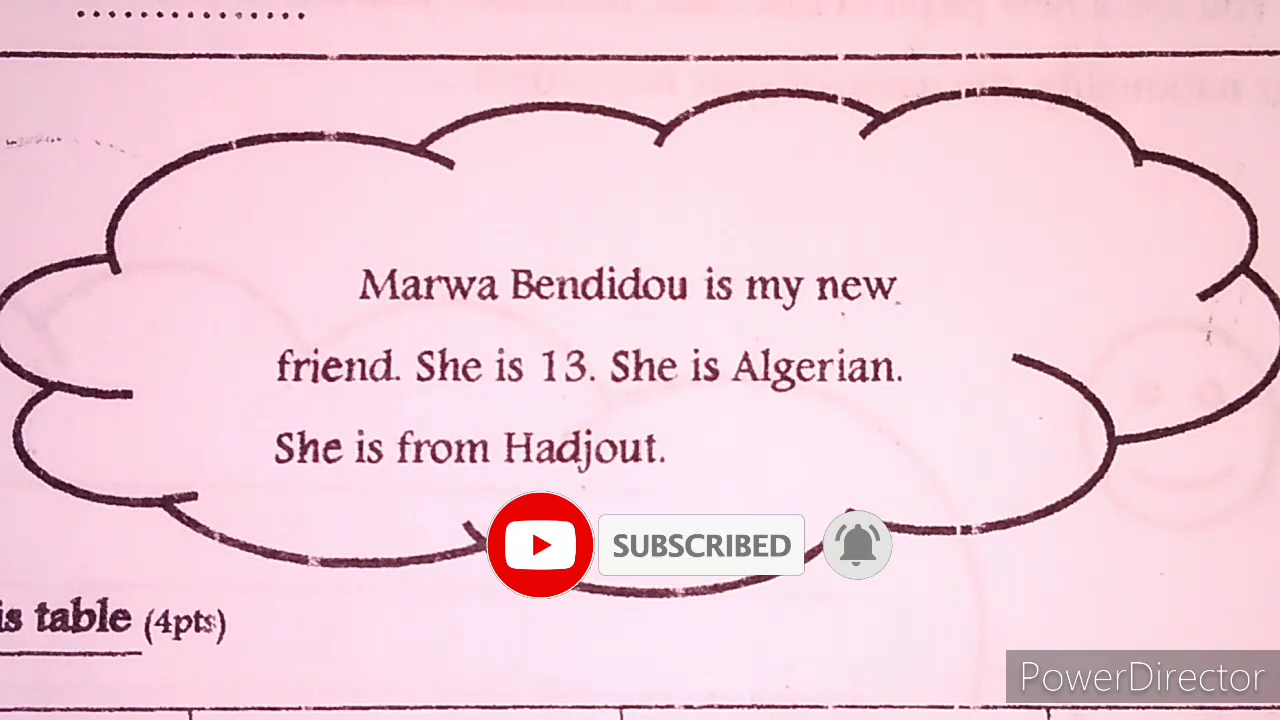 Marwa Bendidou is my new
friend. She is 13. She is Algerian.
She is from Hadjout.
SUBSCRIBED
is table (4pts)
PowerDirector